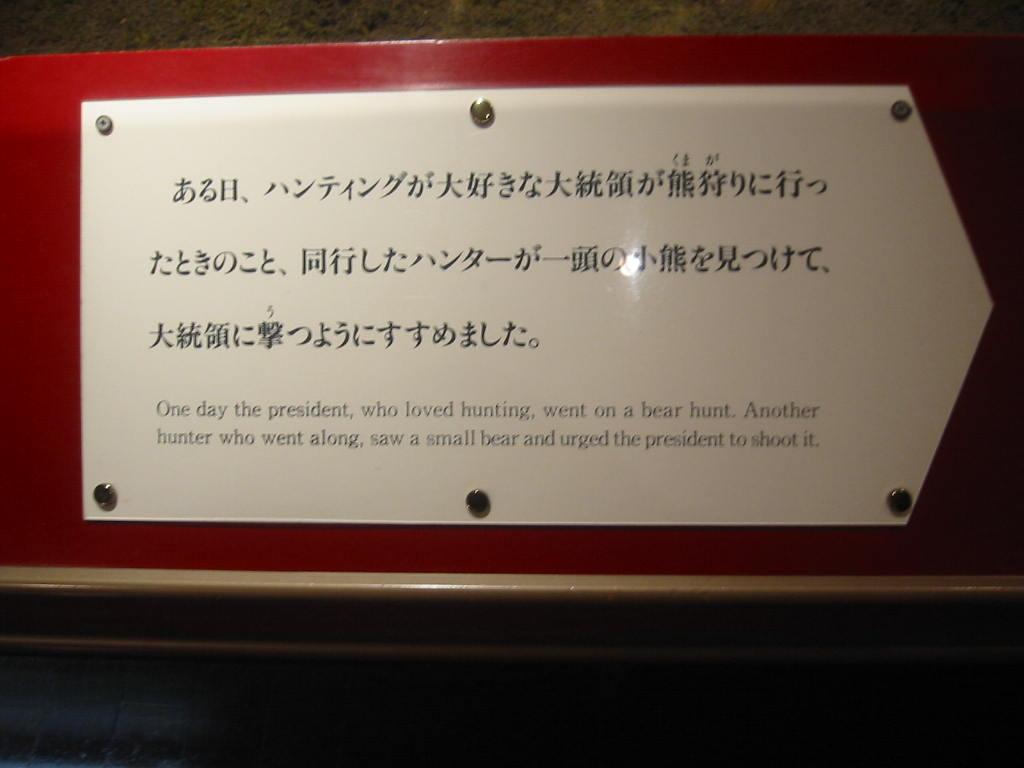 ある日、ハンティングが大好きな大統領が熊狩りに行っ
たときのこと、同行したハンターが一頭の小熊を見つけて、
大統領に撃つようにすすめました。
One day the president, who loved hunting, went on a bear hunt. Another
hunter who went along, saw a small bear and urged the president to shoot it.